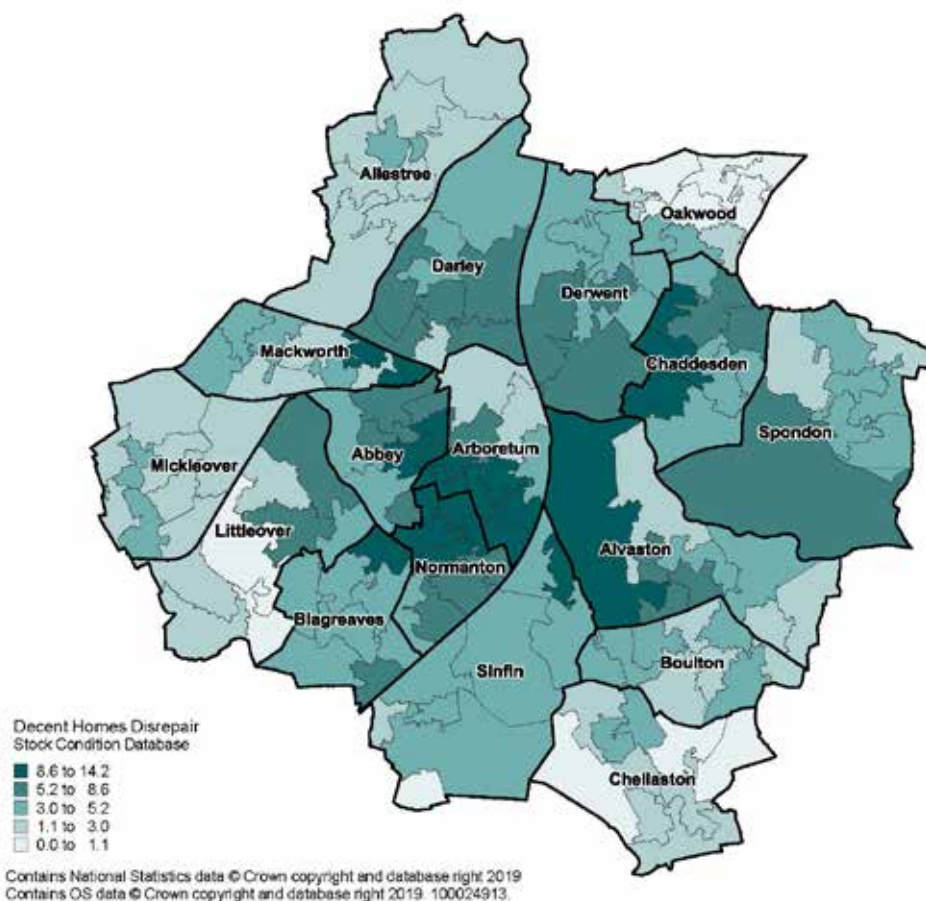 Allestree
Oakwood
Darley
Derwent
Mackworth
Chaddesden
Spondon
Mickleover
Abbey
Arboretum
Littleover
Normanton
Alvaston
Blagreaves
Sinfin
Boulton
Chellaston
Decent Homes Disrepair
Stock Condition Database
8.6 to 14.2
5.2 to 8.6
3.0 to 5.2
1.1 to 3.0
0.0 to 1.1
Contains National Statistics data © Crown copyright and database right 2019
Contains OS data © Crown copyright and database right 2019. 100024913.